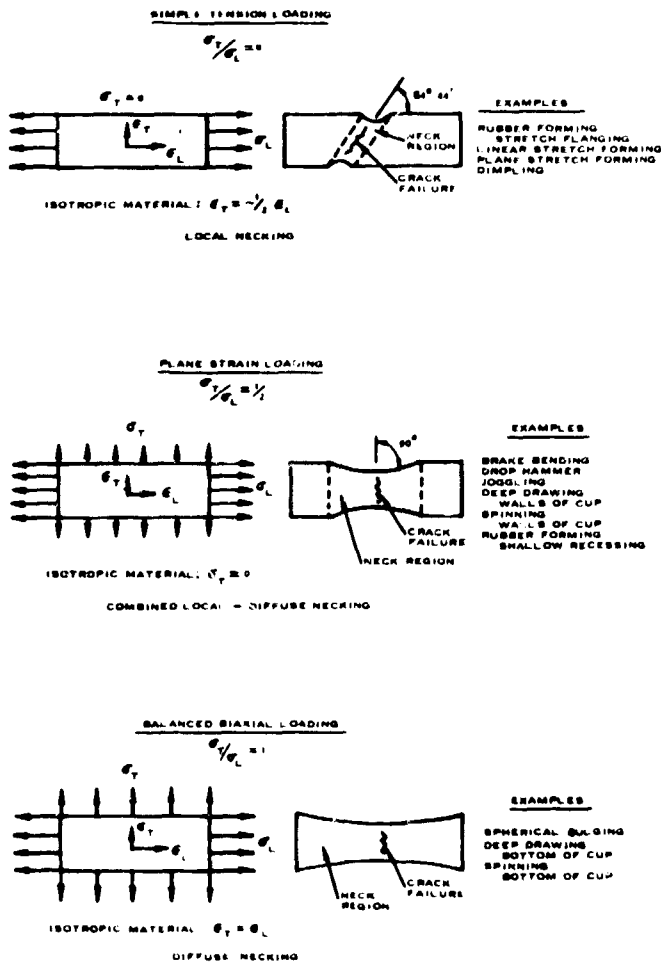 SIMPLE TENSION LOADING
σT/σL = 0
σT = 0
σL
εT
εL
54° 44'
NECK REGION
CRACK FAILURE
ISOTROPIC MATERIAL: εT = -½ εL
LOCAL NECKING
EXAMPLES
RUBBER FORMING
STRETCH FLANGING
LINEAR STRETCH FORMING
PLANE STRETCH FORMING
DIMPLING
PLANE STRAIN LOADING
σT/σL = ½
σT
σL
εT
εL
90°
CRACK FAILURE
NECK REGION
ISOTROPIC MATERIAL: εT = 0
COMBINED LOCAL - DIFFUSE NECKING
EXAMPLES
BRAKE BENDING
DROP HAMMER
JOGGLING
DEEP DRAWING
WALLS OF CUP
SPINNING
WALLS OF CUP
RUBBER FORMING
SHALLOW RECESSING
BALANCED BIAXIAL LOADING
σT/σL = 1
σT
σL
εT
εL
NECK REGION
CRACK FAILURE
ISOTROPIC MATERIAL εT = εL
DIFFUSE NECKING
EXAMPLES
SPHERICAL BULGING
DEEP DRAWING
BOTTOM OF CUP
SPINNING
BOTTOM OF CUP